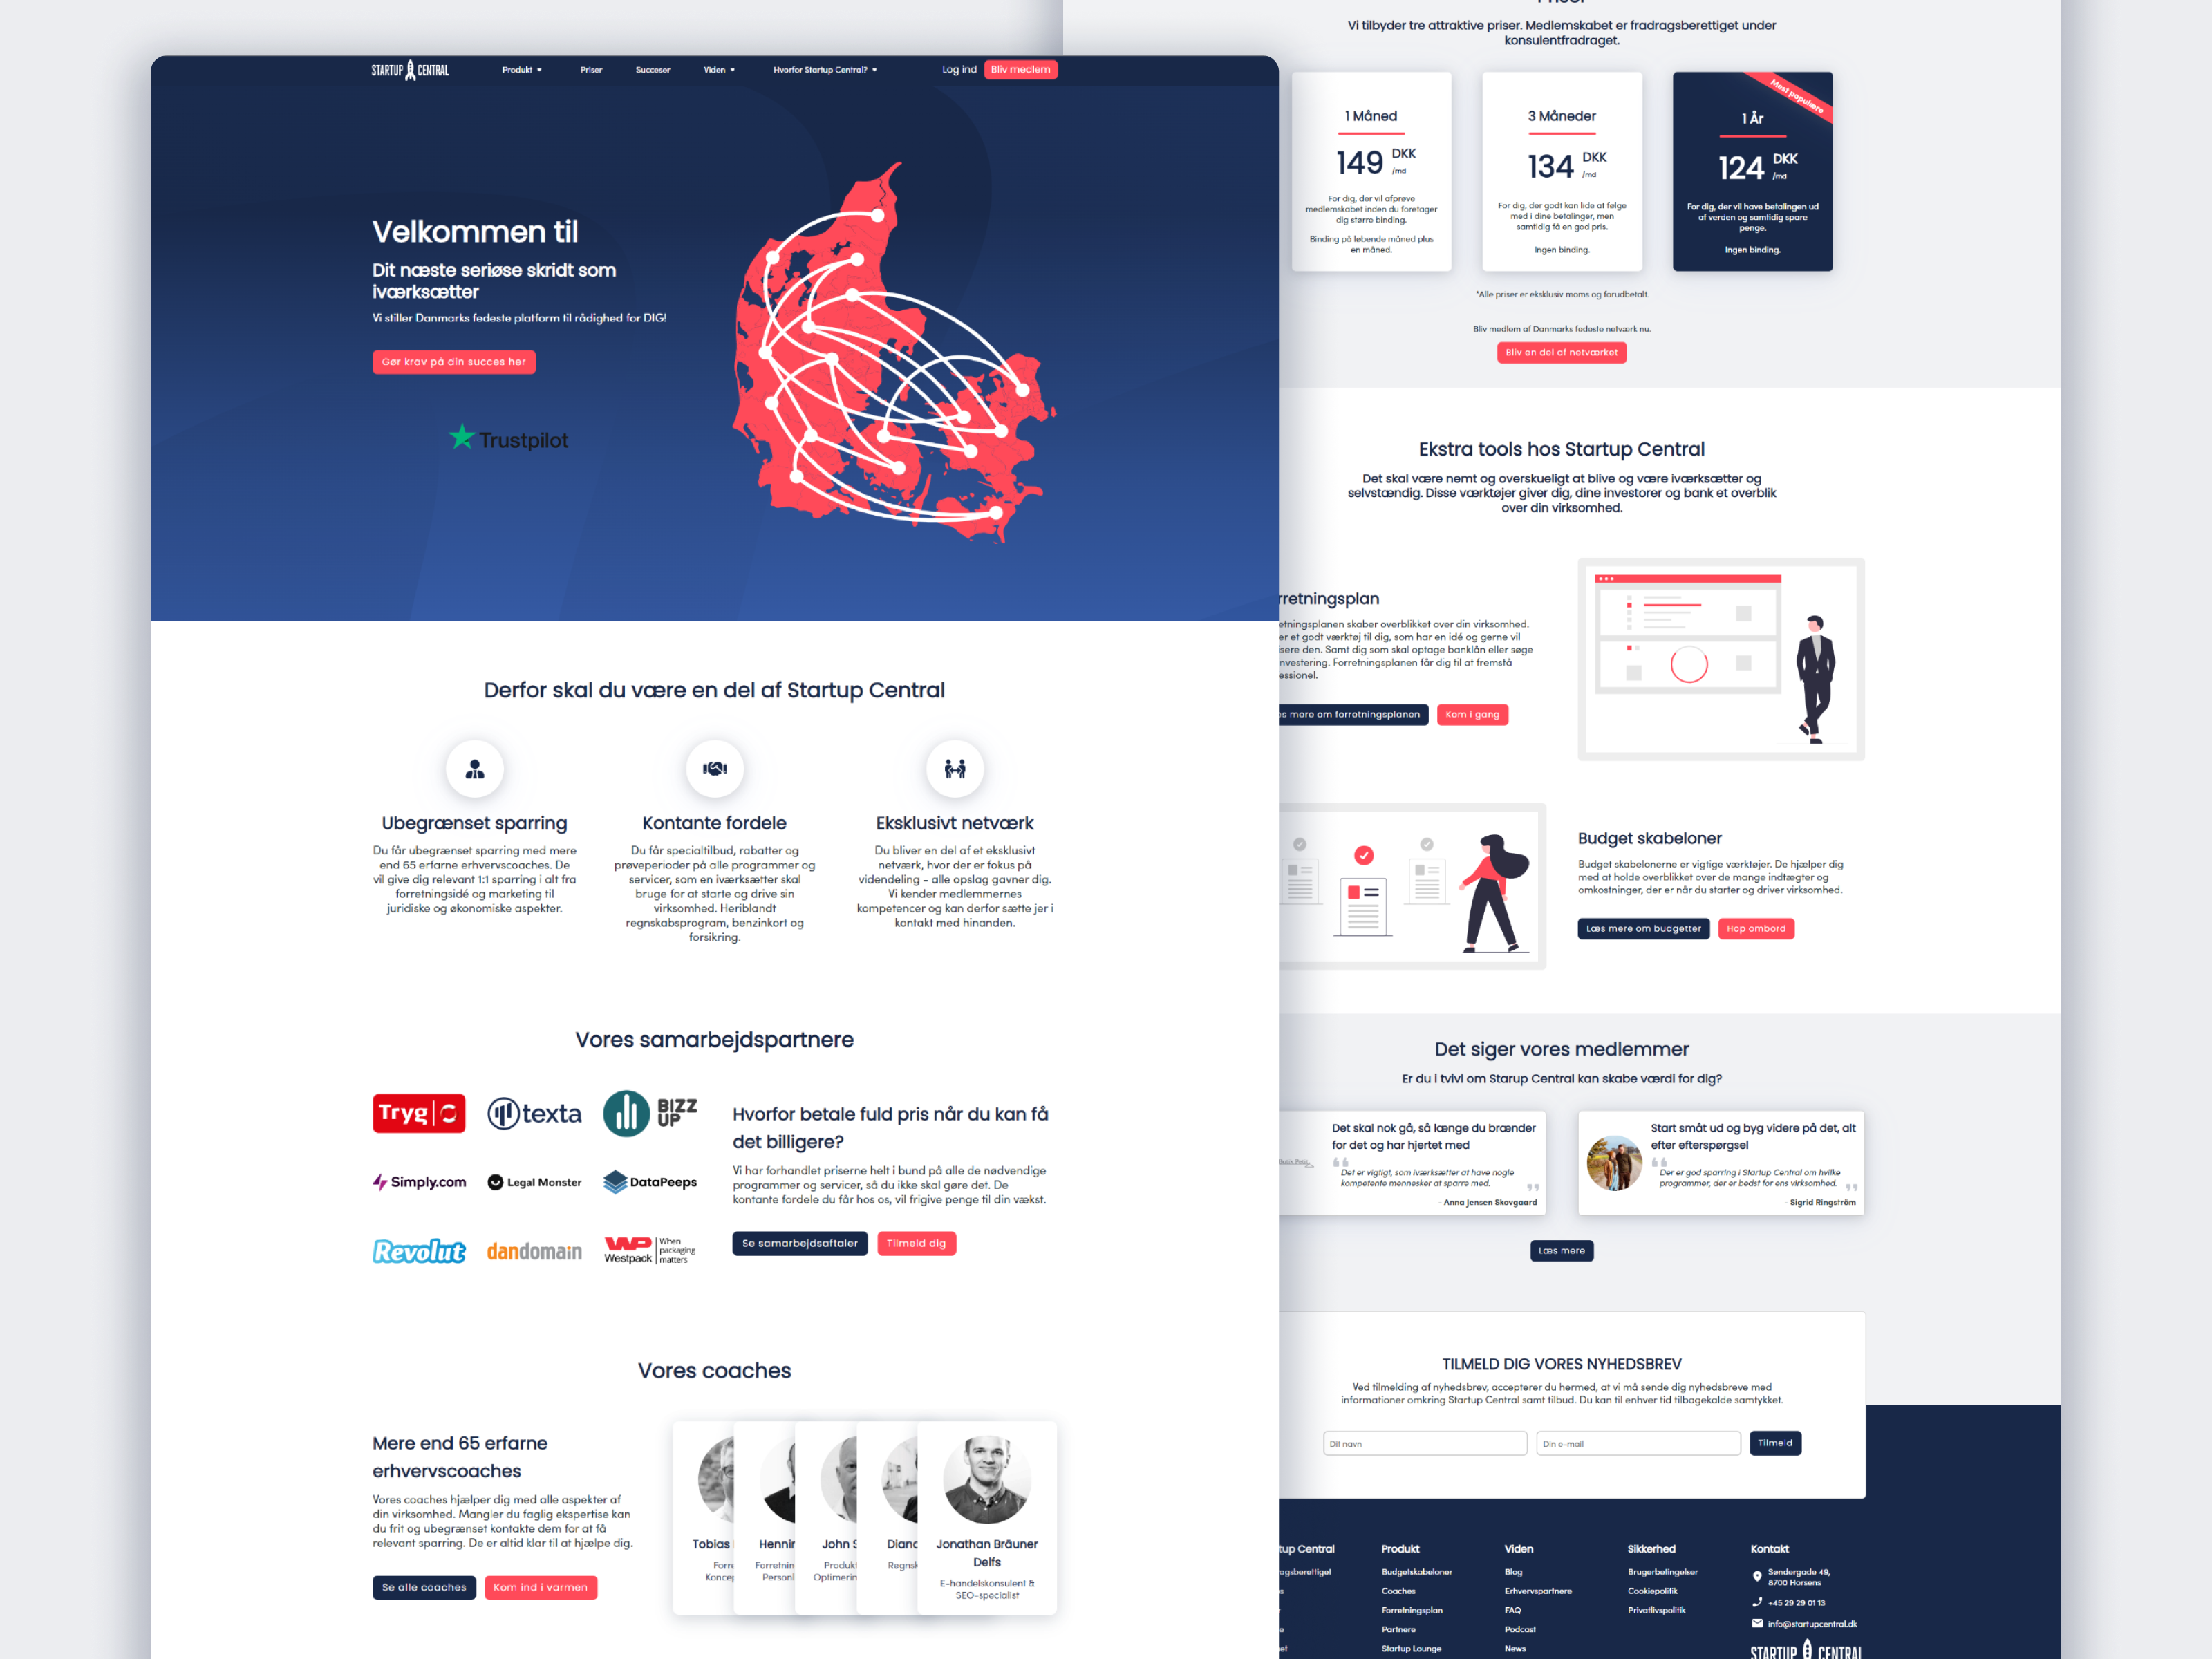 STARTUP CENTRAL
Produkt
Priser
Succeser
Viden
Hvorfor Startup Central?
Log ind
Bliv medlem
Velkommen til
Dit næste seriøse skridt som
iværksætter
Vi stiller Danmarks fedeste platform til rådighed for DIG!
Gør krav på din succes her
Trustpilot
Derfor skal du være en del af Startup Central
Ubegrænset sparring
Du får ubegrænset sparring med mere
end 65 erfarne erhvervscoaches. De
vil give dig relevant 1:1 sparring i alt fra
forretningsidé og marketing til
juridiske og økonomiske aspekter.
Kontante fordele
Du får specialtilbud, rabatter og
prøveperioder på alle programmer og
servicer, som en iværksætter skal
bruge for at starte og drive sin
virksomhed. Heriblandt
regnskabsprogram, benzinkort og
forsikring.
Eksklusivt netværk
Du bliver en del af et eksklusivt
netværk, hvor der er fokus på
videndeling - alle opslag gavner dig.
Vi kender medlemmernes
kompetencer og kan derfor sætte jer i
kontakt med hinanden.
Vores samarbejdspartnere
Tryg
texta
BIZZ
UP
Simply.com
Legal Monster
DataPeeps
Revolut
dandomain
WP
Westpack
When
packaging
matters
Hvorfor betale fuld pris når du kan få
det billigere?
Vi har forhandlet priserne helt i bund på alle de nødvendige
programmer og servicer, så du ikke skal gøre det. De
kontante fordele du får hos os, vil frigive penge til din vækst.
Se samarbejdsaftaler
Tilmeld dig
Vores coaches
Mere end 65 erfarne
erhvervscoaches
Vores coaches hjælper dig med alle aspekter af
din virksomhed. Mangler du faglig ekspertise kan
du frit og ubegrænset kontakte dem for at få
relevant sparring. De er altid klar til at hjælpe dig.
Se alle coaches
Kom ind i varmen
Tobias
Forre
Koncep
Hennin
Forretnin
Personl
John S
Produkt
Optimerin
Diana
Regnsk
Jonathan Bräuner
Delfs
E-handelskonsulent &
SEO-specialist
Vi tilbyder tre attraktive priser. Medlemskabet er fradragsberettiget under
konsulentfradraget.
1 Måned
149 DKK
/md
For dig, der vil afprøve
medlemskabet inden du foretager
dig større binding.
Binding på løbende måned plus
en måned.
3 Måneder
134 DKK
/md
For dig, der godt kan lide at følge
med i dine betalinger, men
samtidig få en god pris.
Ingen binding.
Mest populære
1 År
124 DKK
/md
For dig, der vil have betalingen ud
af verden og samtidig spare
penge.
Ingen binding.
*Alle priser er eksklusiv moms og forudbetalt.
Bliv medlem af Danmarks fedeste netværk nu.
Bliv en del af netværket
Ekstra tools hos Startup Central
Det skal være nemt og overskueligt at blive og være iværksætter og
selvstændig. Disse værktøjer giver dig, dine investorer og bank et overblik
over din virksomhed.
rretningsplan
etningsplanen skaber overblikket over din virksomhed.
er et godt værktøj til dig, som har en idé og gerne vil
isere den. Samt dig som skal optage banklån eller søge
nvestering. Forretningsplanen får dig til at fremstå
essionel.
s mere om forretningsplanen
Kom i gang
Budget skabeloner
Budget skabelonerne er vigtige værktøjer. De hjælper dig
med at holde overblikket over de mange indtægter og
omkostninger, der er når du starter og driver virksomhed.
Læs mere om budgetter
Hop ombord
Det siger vores medlemmer
Er du i tvivl om Starup Central kan skabe værdi for dig?
Det skal nok gå, så længe du brænder
for det og har hjertet med
Det er vigtigt, som iværksætter at have nogle
kompetente mennesker at sparre med.
- Anna Jensen Skovgaard
Start småt ud og byg videre på det, alt
efter efterspørgsel
Der er god sparring i Startup Central om hvilke
programmer, der er bedst for ens virksomhed.
- Sigrid Ringström
Læs mere
TILMELD DIG VORES NYHEDSBREV
Ved tilmelding af nyhedsbrev, accepterer du hermed, at vi må sende dig nyhedsbreve med
informationer omkring Startup Central samt tilbud. Du kan til enhver tid tilbagekalde samtykket.
Dit navn
Din e-mail
Tilmeld
tup Central
agsberettiget
Produkt
Budgetskabeloner
Coaches
Forretningsplan
Partnere
Startup Lounge
Viden
Blog
Erhvervspartnere
FAQ
Podcast
News
Sikkerhed
Brugerbetingelser
Cookiepolitik
Privatlivspolitik
Kontakt
Søndergade 49,
8700 Horsens
+45 29 29 01 13
info@startupcentral.dk
STARTUP CENTRAL